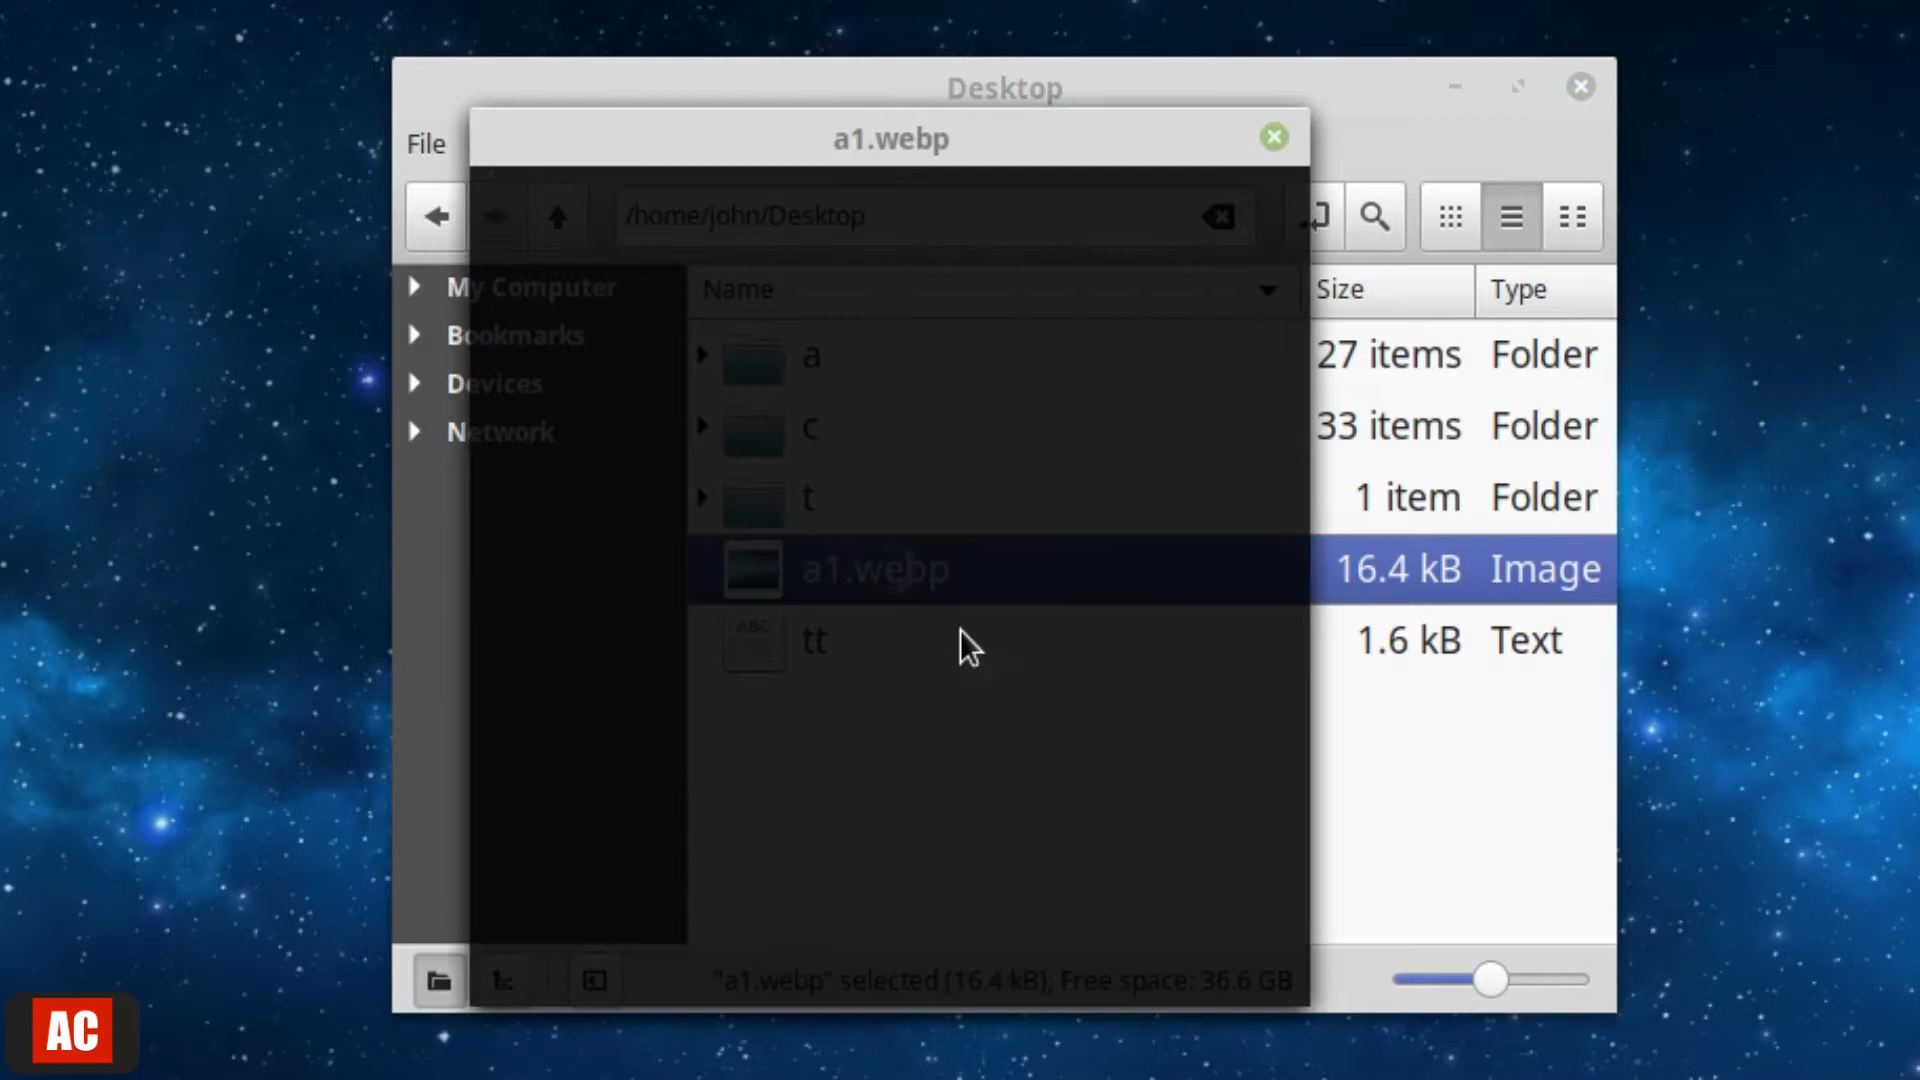 Desktop
a1.webp
File
/home/john/Desktop
My Computer
Bookmarks
Devices
Network
Name Size Type
a 27 items Folder
c 33 items Folder
t 1 item Folder
a1.webp 16.4 kB Image
ABC
tt 1.6 kB Text
"a1.webp" selected (16.4 kB), Free space: 36.6 GB
AC